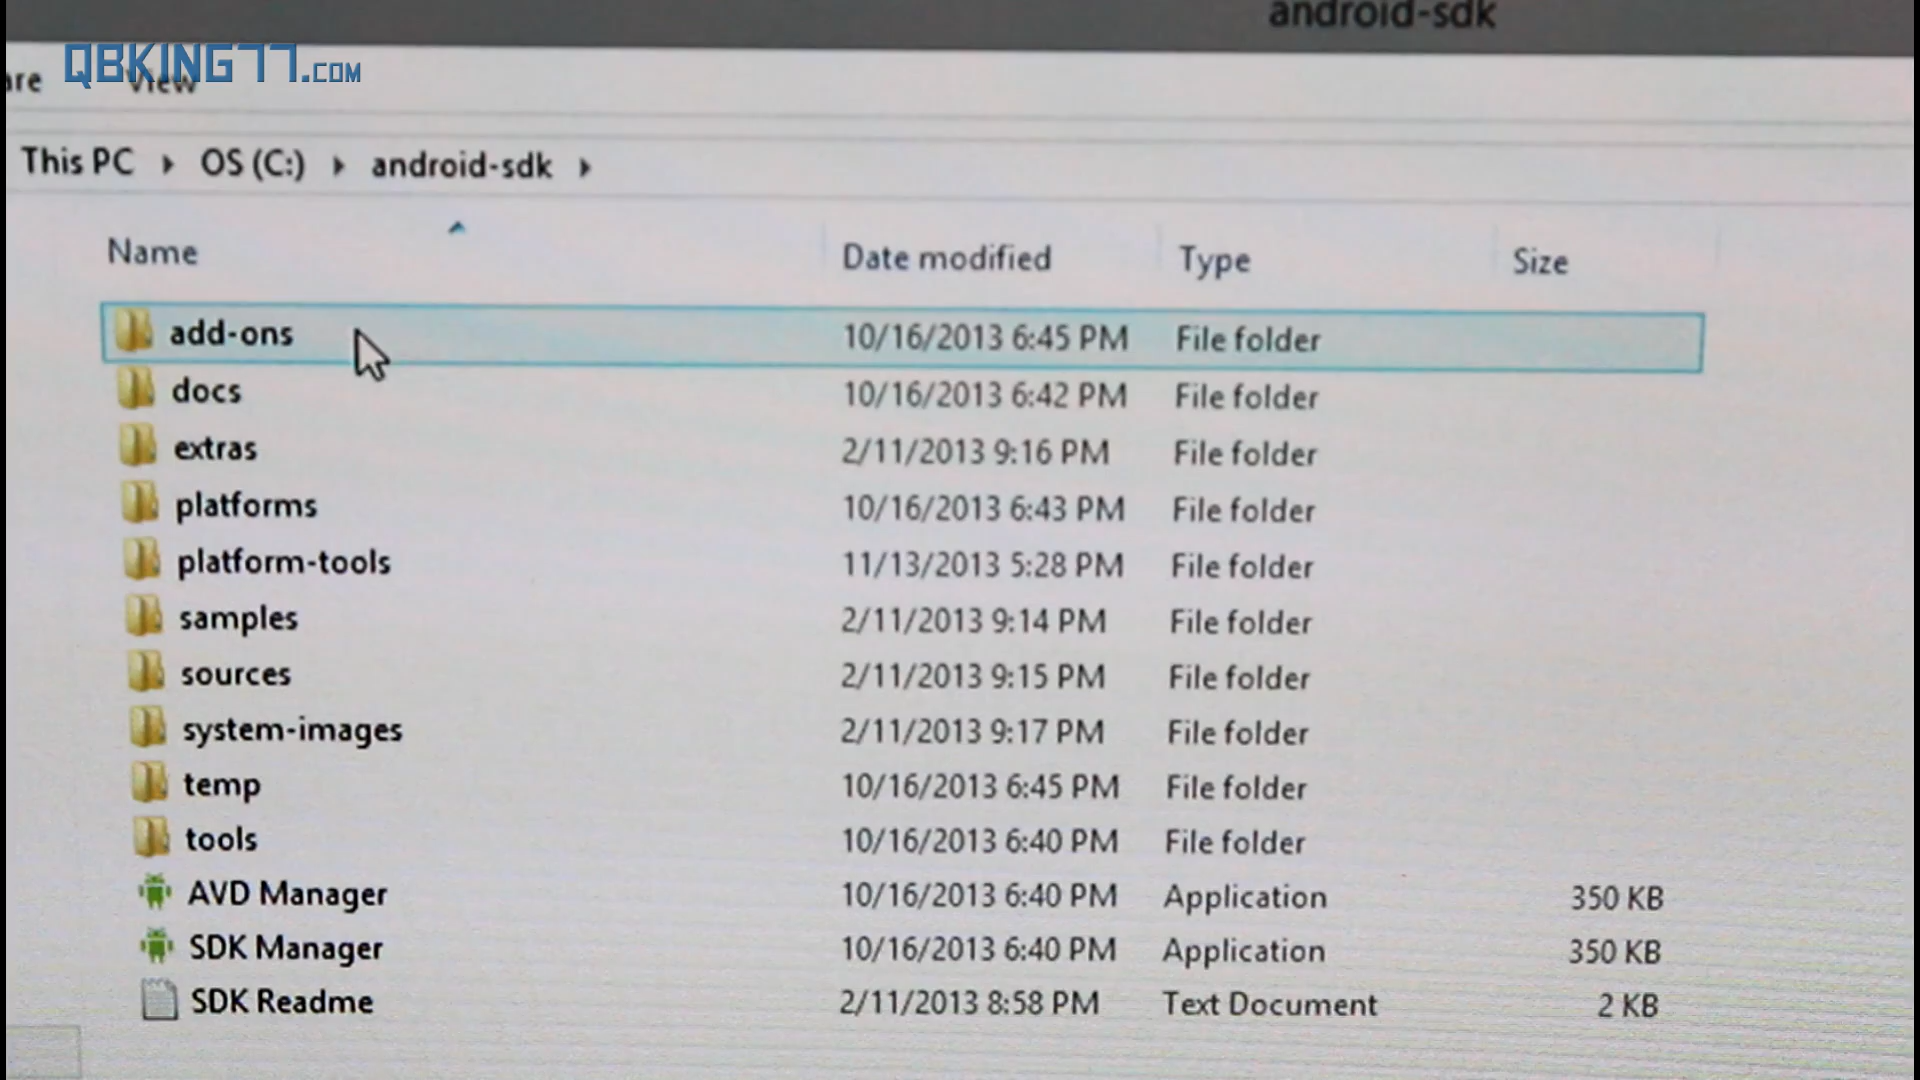 android-sdk
QBKING77.COM
are View
This PC OS (C:) android-sdk
Name Date modified Type Size
add-ons 10/16/2013 6:45 PM File folder
docs 10/16/2013 6:42 PM File folder
extras 2/11/2013 9:16 PM File folder
platforms 10/16/2013 6:43 PM File folder
platform-tools 11/13/2013 5:28 PM File folder
samples 2/11/2013 9:14 PM File folder
sources 2/11/2013 9:15 PM File folder
system-images 2/11/2013 9:17 PM File folder
temp 10/16/2013 6:45 PM File folder
tools 10/16/2013 6:40 PM File folder
AVD Manager 10/16/2013 6:40 PM Application 350 KB
SDK Manager 10/16/2013 6:40 PM Application 350 KB
SDK Readme 2/11/2013 8:58 PM Text Document 2 KB